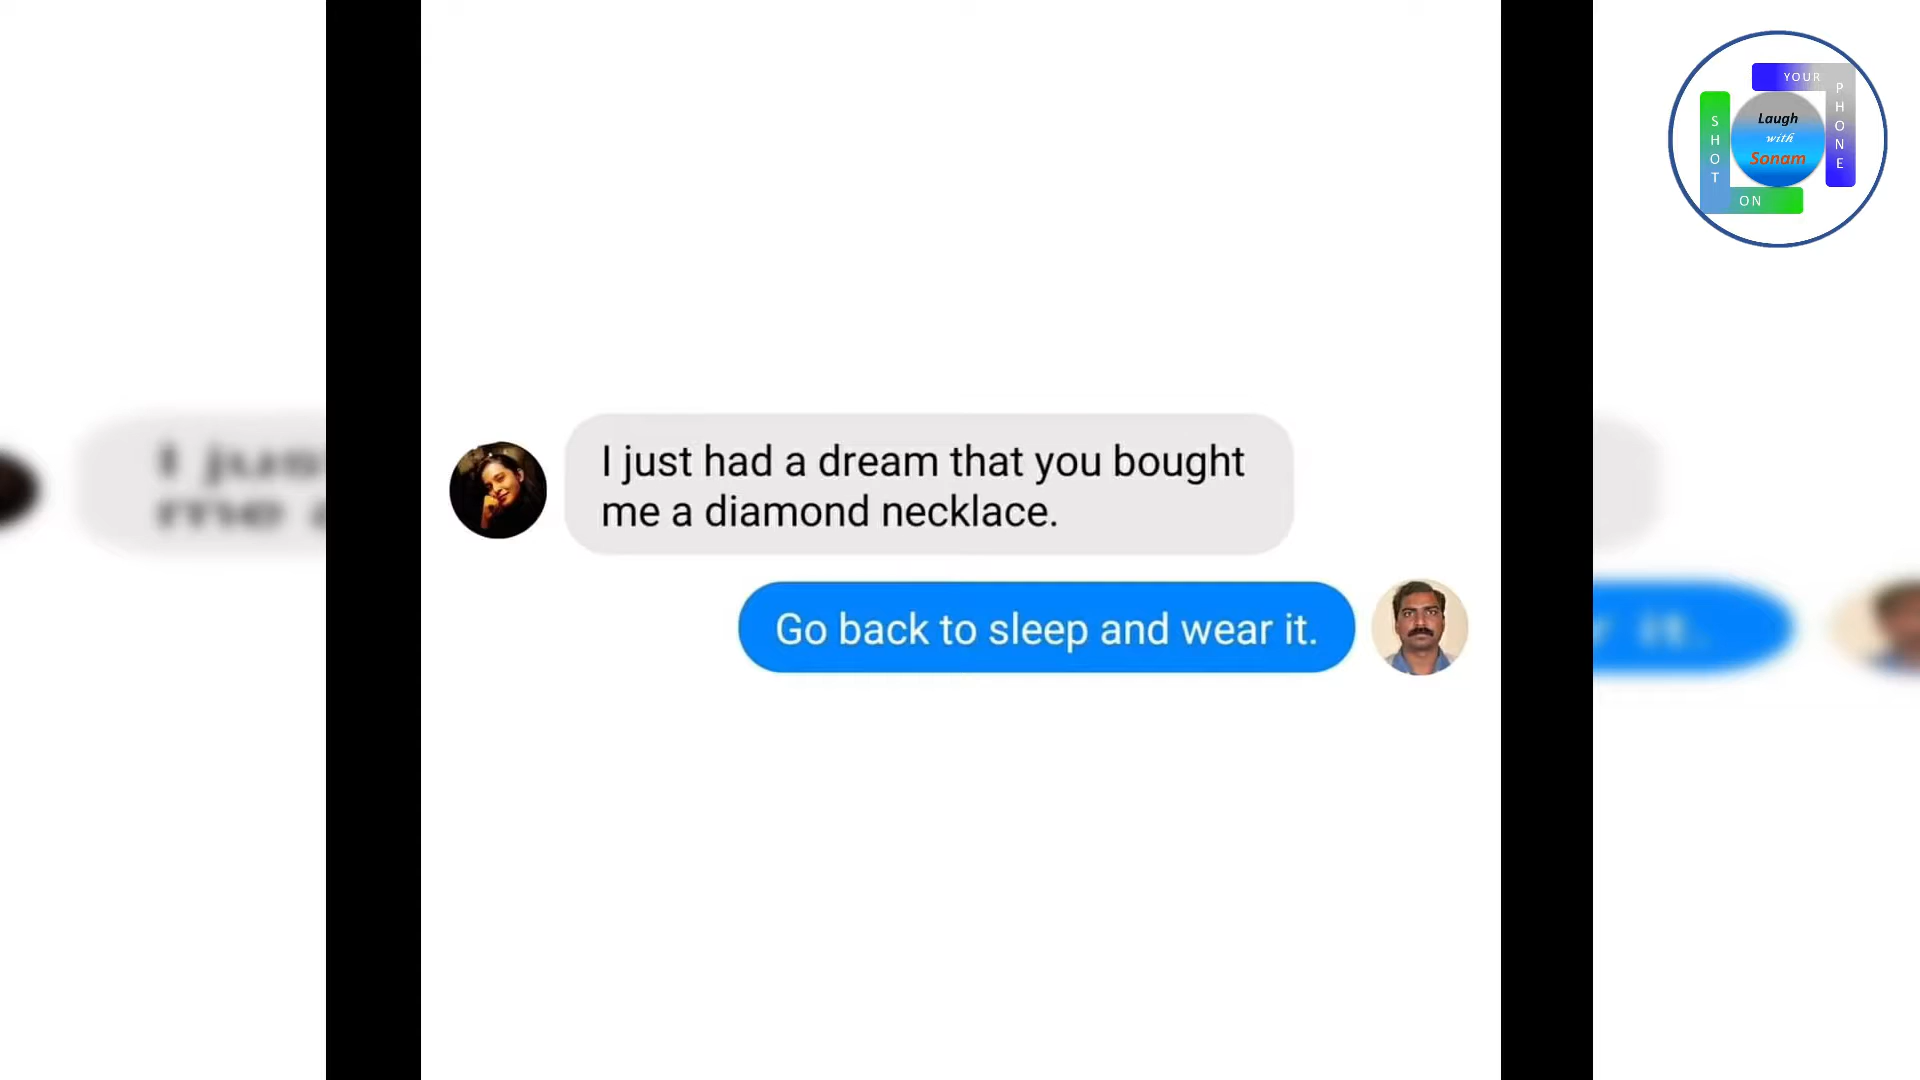 I just had a dream that you bought
me a diamond necklace.
Go back to sleep and wear it.
YOUR
PHONE
SHOT
ON
Laugh
with
Sonam